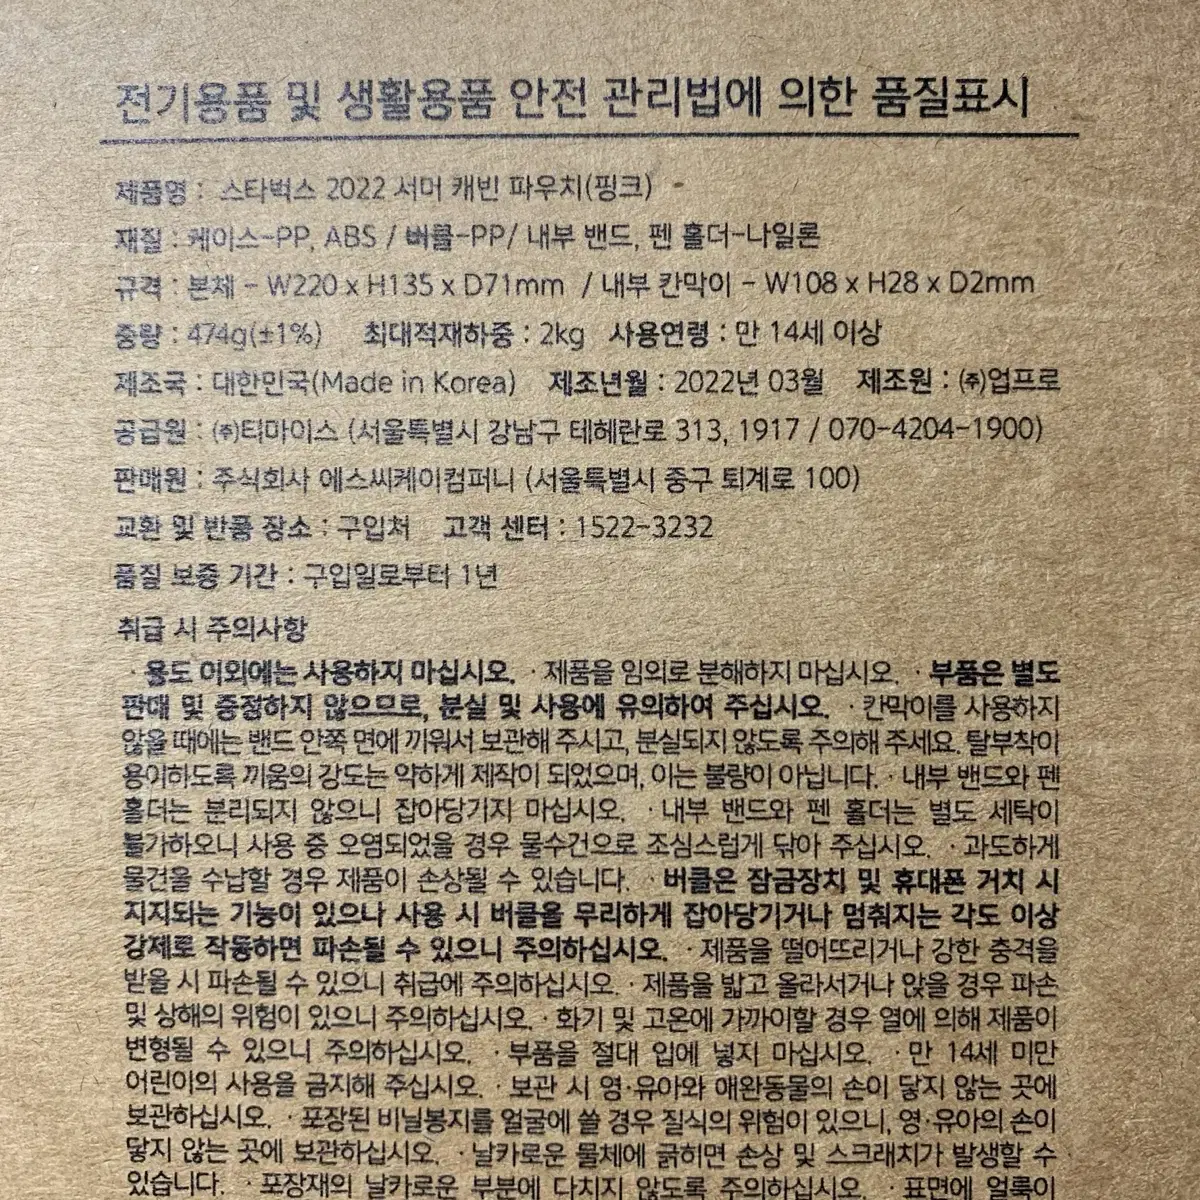 전기용품 및 생활용품 안전 관리법에 의한 품질표시
제품명 : 스타벅스 2022 서머 캐빈 파우치(핑크)
재질 : 케이스-PP, ABS / 버클-PP/ 내부 밴드, 펜 홀더-나일론
규격 : 본체 - W220 x H135 x D71mm / 내부 칸막이 - W108 x H28 x D2mm
중량 : 474g(±1%) 최대적재하중 : 2kg 사용연령 : 만 14세 이상
제조국 : 대한민국(Made in Korea) 제조년월 : 2022년 03월 제조원 : ㈜업프로
공급원 : ㈜티마이스 (서울특별시 강남구 테헤란로 313, 1917 / 070-4204-1900)
판매원 : 주식회사 에스씨케이컴퍼니 (서울특별시 중구 퇴계로 100)
교환 및 반품 장소 : 구입처 고객 센터 : 1522-3232
품질 보증 기간 : 구입일로부터 1년
취급 시 주의사항
· 용도 이외에는 사용하지 마십시오. · 제품을 임의로 분해하지 마십시오. · 부품은 별도
판매 및 증정하지 않으므로, 분실 및 사용에 유의하여 주십시오. · 칸막이를 사용하지
않을 때에는 밴드 안쪽 면에 끼워서 보관해 주시고, 분실되지 않도록 주의해 주세요. 탈부착이
용이하도록 끼움의 강도는 약하게 제작이 되었으며, 이는 불량이 아닙니다. · 내부 밴드와 펜
홀더는 분리되지 않으니 잡아당기지 마십시오. · 내부 밴드와 펜 홀더는 별도 세탁이
불가하오니 사용 중 오염되었을 경우 물수건으로 조심스럽게 닦아 주십시오. · 과도하게
물건을 수납할 경우 제품이 손상될 수 있습니다. · 버클은 잠금장치 및 휴대폰 거치 시
지지되는 기능이 있으나 사용 시 버클을 무리하게 잡아당기거나 멈춰지는 각도 이상
강제로 작동하면 파손될 수 있으니 주의하십시오. · 제품을 떨어뜨리거나 강한 충격을
받을 시 파손될 수 있으니 취급에 주의하십시오. · 제품을 밟고 올라서거나 앉을 경우 파손
및 상해의 위험이 있으니 주의하십시오. · 화기 및 고온에 가까이할 경우 열에 의해 제품이
변형될 수 있으니 주의하십시오. · 부품을 절대 입에 넣지 마십시오. · 만 14세 미만
어린이의 사용을 금지해 주십시오. · 보관 시 영·유아와 애완동물의 손이 닿지 않는 곳에
보관하십시오. · 포장된 비닐봉지를 얼굴에 쓸 경우 질식의 위험이 있으니, 영·유아의 손이
닿지 않는 곳에 보관하십시오. · 날카로운 물체에 긁히면 손상 및 스크래치가 발생할 수
있습니다. · 포장재의 날카로운 부분에 다치지 않도록 주의하십시오. · 표면에 얼룩이